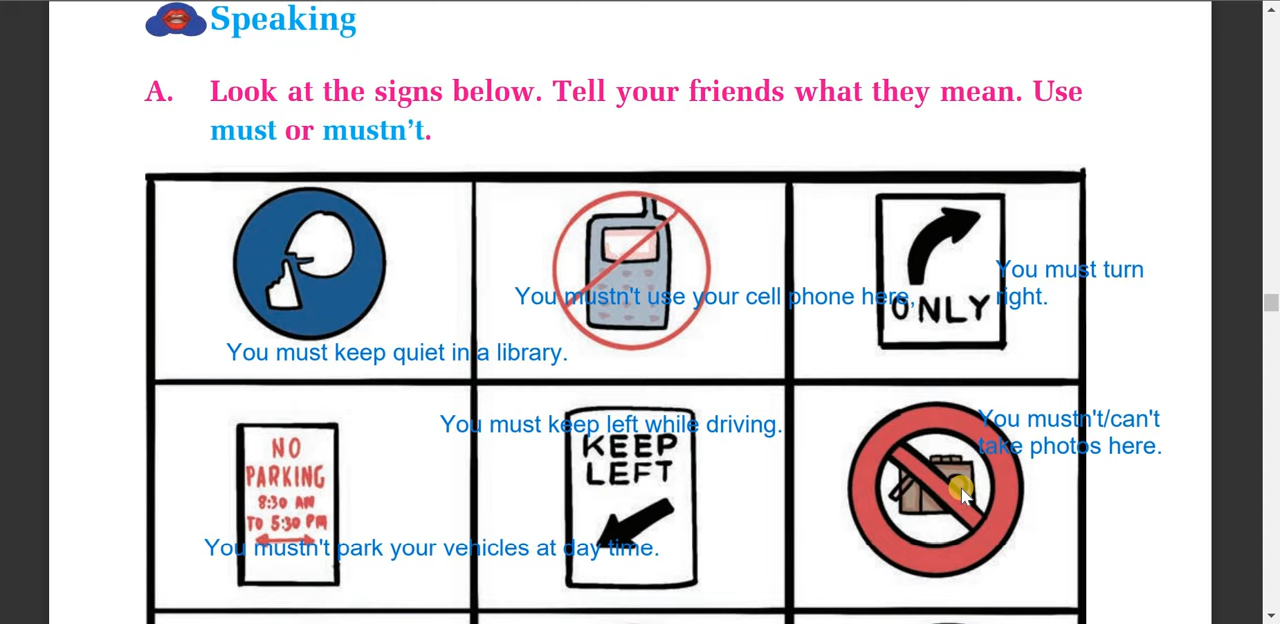 Speaking
A. Look at the signs below. Tell your friends what they mean. Use
must or mustn't.
You must keep quiet in a library.
You mustn't use your cell phone here,
ONLY
You must turn
right.
NO
PARKING
8:30 AM
TO 5:30 PM
You mustn't park your vehicles at day time.
You must keep left while driving.
KEEP
LEFT
You mustn't/can't
take photos here.